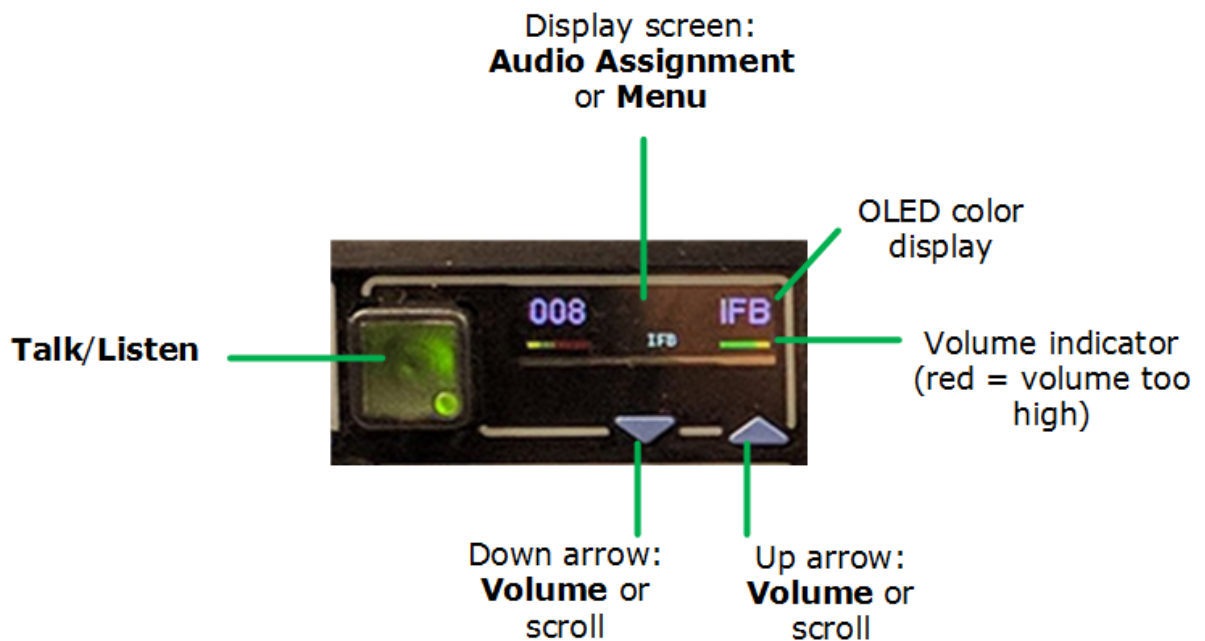 Display screen:
Audio Assignment
or Menu
OLED color
display
008
IFB
IFB
Talk/Listen
Volume indicator
(red = volume too
high)
Down arrow:
Volume or
scroll
Up arrow:
Volume or
scroll